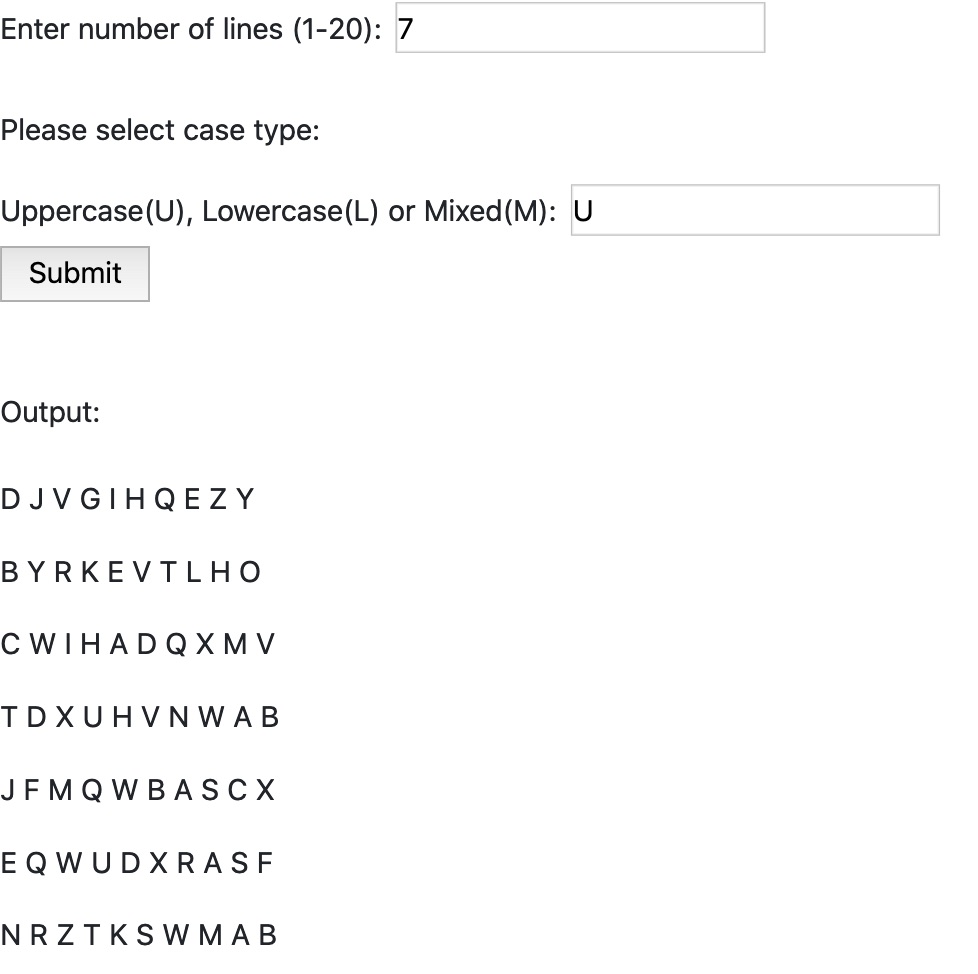 Enter number of lines (1-20): 7
Please select case type:
Uppercase(U), Lowercase(L) or Mixed(M): U
Submit
Output:
D J V G I H Q E Z Y
B Y R K E V T L H O
C W I H A D Q X M V
T D X U H V N W A B
J F M Q W B A S C X
E Q W U D X R A S F
N R Z T K S W M A B